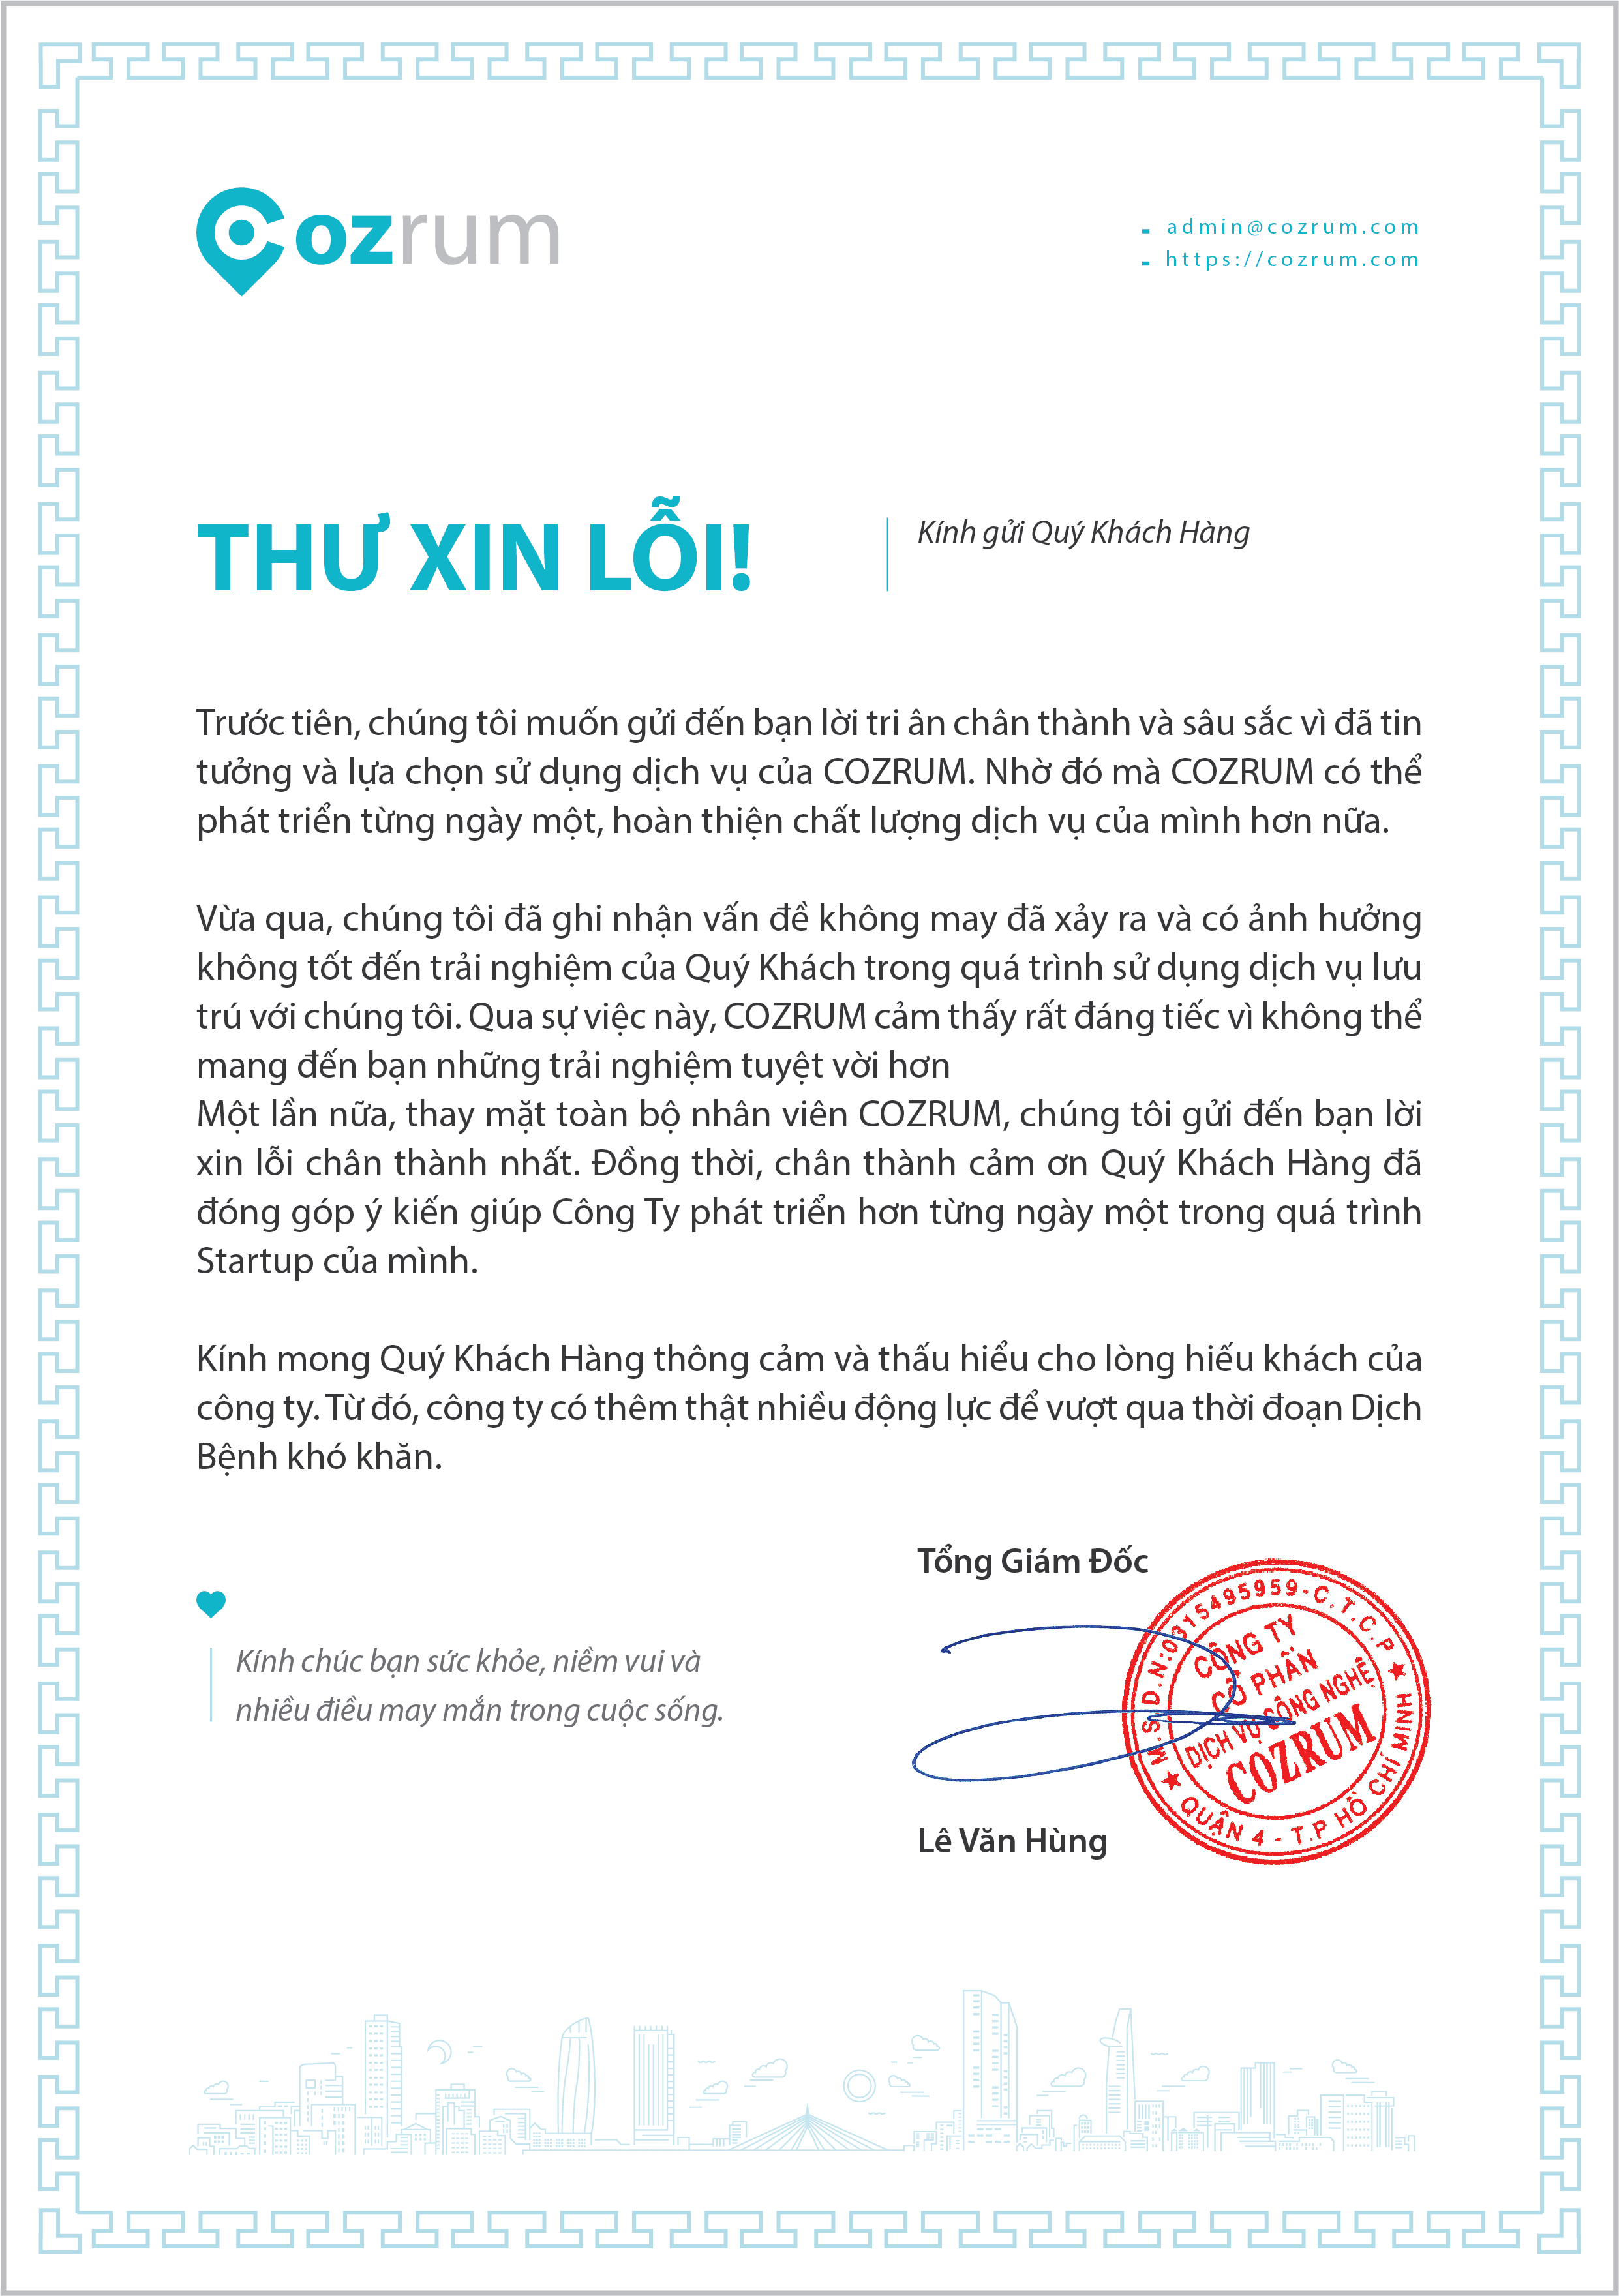 Cozrum
- admin@cozrum.com
- https://cozrum.com
THƯ XIN LỖI!
Kính gửi Quý Khách Hàng
Trước tiên, chúng tôi muốn gửi đến bạn lời tri ân chân thành và sâu sắc vì đã tin
tưởng và lựa chọn sử dụng dịch vụ của COZRUM. Nhờ đó mà COZRUM có thể
phát triển từng ngày một, hoàn thiện chất lượng dịch vụ của mình hơn nữa.
Vừa qua, chúng tôi đã ghi nhận vấn đề không may đã xảy ra và có ảnh hưởng
không tốt đến trải nghiệm của Quý Khách trong quá trình sử dụng dịch vụ lưu
trú với chúng tôi. Qua sự việc này, COZRUM cảm thấy rất đáng tiếc vì không thể
mang đến bạn những trải nghiệm tuyệt vời hơn
Một lần nữa, thay mặt toàn bộ nhân viên COZRUM, chúng tôi gửi đến bạn lời
xin lỗi chân thành nhất. Đồng thời, chân thành cảm ơn Quý Khách Hàng đã
đóng góp ý kiến giúp Công Ty phát triển hơn từng ngày một trong quá trình
Startup của mình.
Kính mong Quý Khách Hàng thông cảm và thấu hiểu cho lòng hiếu khách của
công ty. Từ đó, công ty có thêm thật nhiều động lực để vượt qua thời đoạn Dịch
Bệnh khó khăn.
Tổng Giám Đốc
Kính chúc bạn sức khỏe, niềm vui và
nhiều điều may mắn trong cuộc sống.
M.S.D.N:0315495959-C.T.C.P
CÔNG TY
CỔ PHẦN
DỊCH VỤ CÔNG NGHỆ
COZRUM
QUẬN 4 - T.P HỒ CHÍ MINH
Lê Văn Hùng